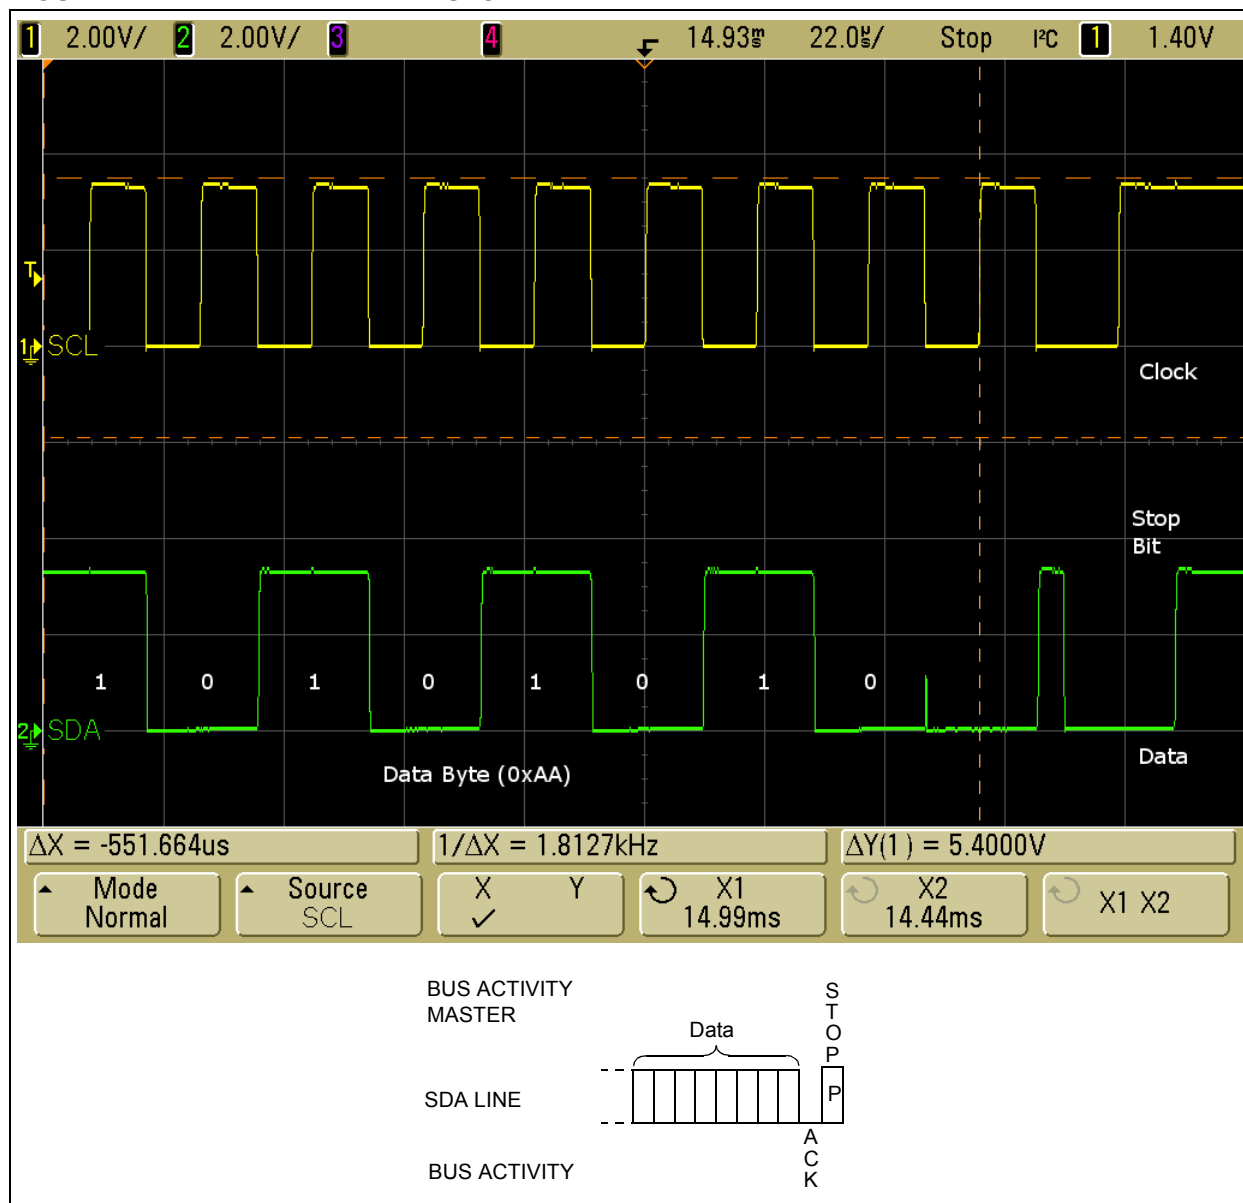 1 2.00V/ 2 2.00V/ 3 4 14.93ms 22.0µs/ Stop I²C 1 1.40V
T
1 SCL
Clock
Stop
Bit
1 0 1 0 1 0 1 0
2 SDA
Data
Data Byte (0xAA)
ΔX = -551.664us 1/ΔX = 1.8127kHz ΔY(1) = 5.4000V
Mode Source X Y X1 X2 X1 X2
Normal SCL ✓ 14.99ms 14.44ms
BUS ACTIVITY
MASTER
Data
STOP
SDA LINE
P
ACK
BUS ACTIVITY